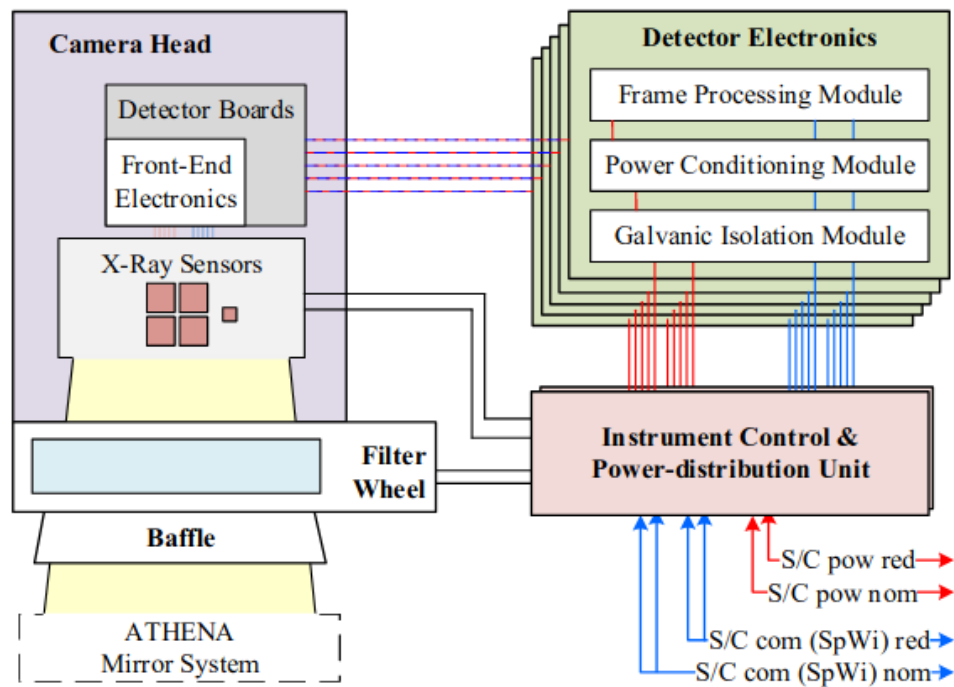 Camera Head
Detector Boards
Front-End
Electronics
X-Ray Sensors
Filter
Wheel
Baffle
ATHENA
Mirror System
Detector Electronics
Frame Processing Module
Power Conditioning Module
Galvanic Isolation Module
Instrument Control &
Power-distribution Unit
S/C pow red
S/C pow nom
S/C com (SpWi) red
S/C com (SpWi) nom